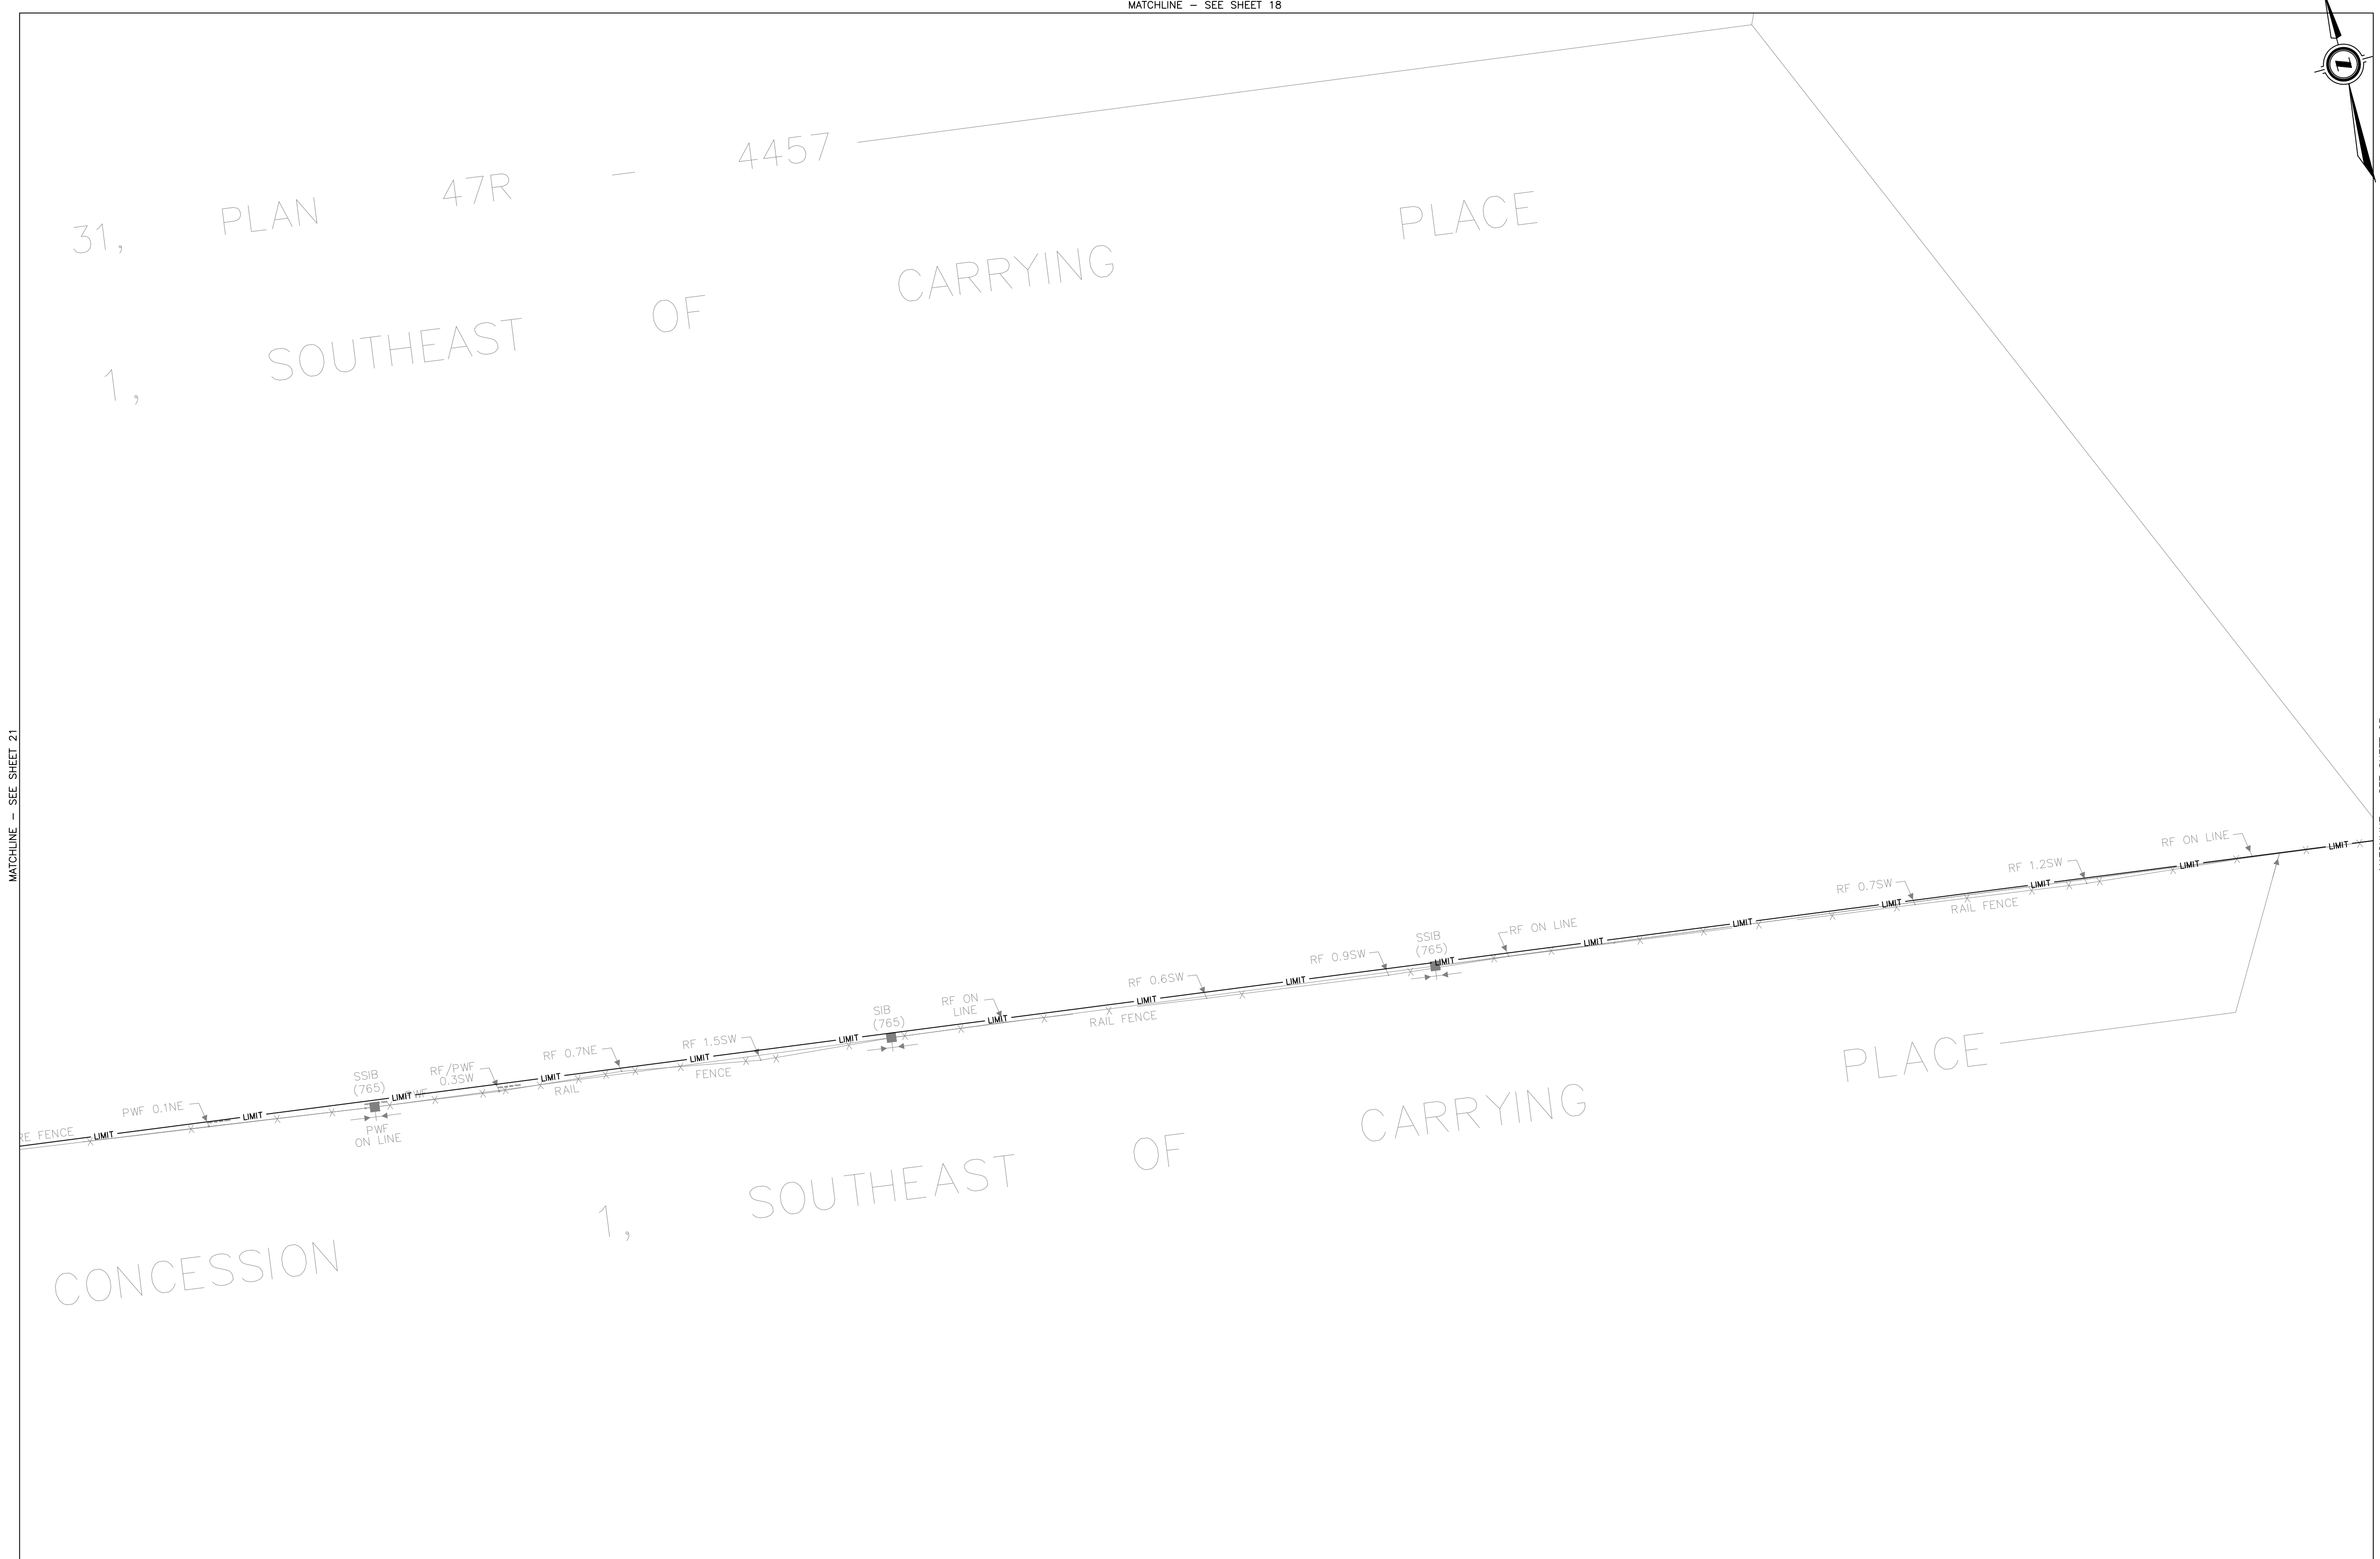 MATCHLINE - SEE SHEET 18
31, PLAN 47R - 4457
1, SOUTHEAST OF CARRYING PLACE
MATCHLINE - SEE SHEET 21
RF ON LINE
LIMIT
RF 1.2SW
LIMIT
LIMIT
RF 0.7SW
LIMIT
RAIL FENCE
LIMIT
RF ON LINE
LIMIT
SSIB
(765)
LIMIT
RF 0.9SW
LIMIT
RF 0.6SW
LIMIT
RAIL FENCE
RF ON
LINE
LIMIT
SIB
(765)
LIMIT
RF 1.5SW
LIMIT
FENCE
RF 0.7NE
LIMIT
RAIL
RF/PWF
0.3SW
SSIB
(765)
LIMIT
PWF
ON LINE
PWF 0.1NE
LIMIT
RE FENCE
LIMIT
CONCESSION 1, SOUTHEAST OF CARRYING PLACE
N